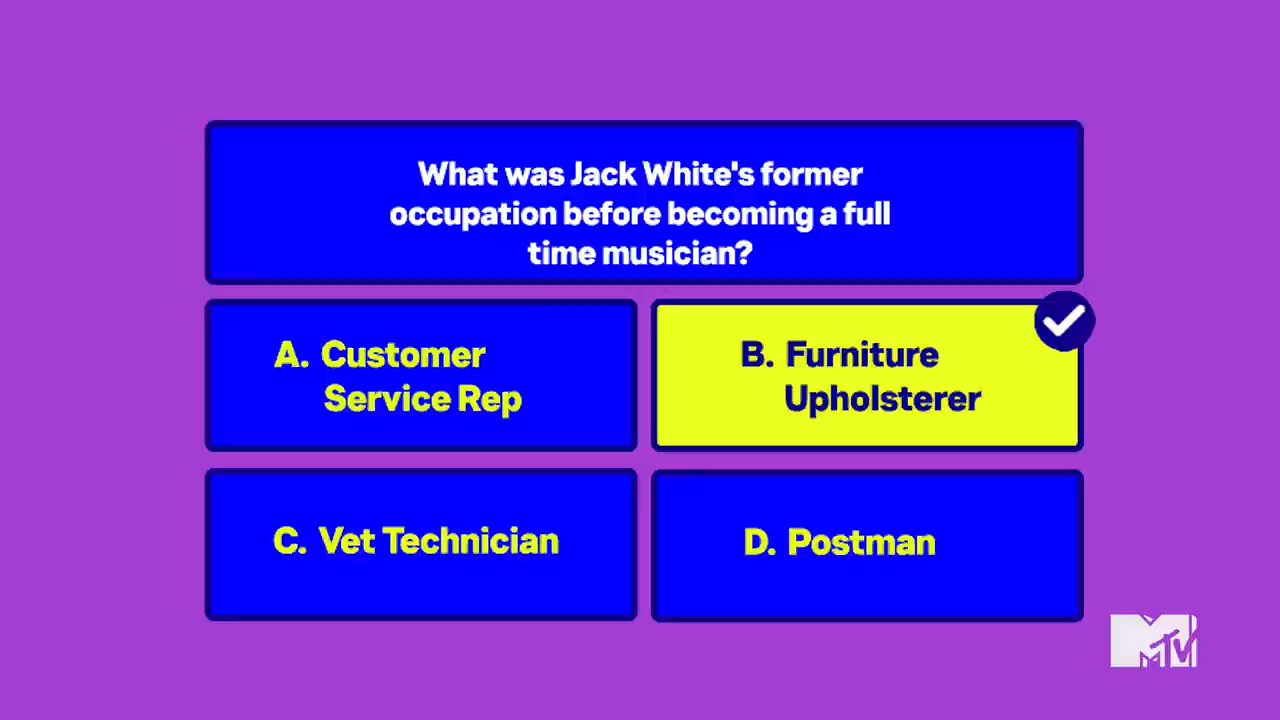 What was Jack White's former
occupation before becoming a full
time musician?
A. Customer
Service Rep
B. Furniture
Upholsterer
C. Vet Technician
D. Postman
MTV